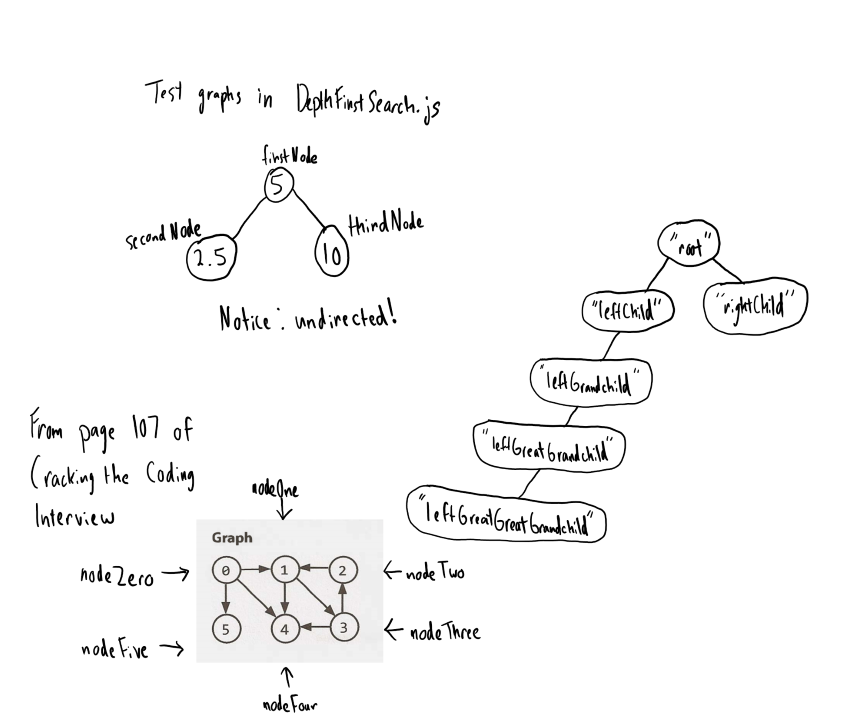 Test graphs in DepthFirstSearch.js
firstNode
5
secondNode
thirdNode
2.5
10
Notice: undirected!
"root"
"leftChild"
"rightChild"
"leftGrandchild"
"leftGreatGrandchild"
"leftGreatGreatGrandchild"
From page 107 of
Cracking the Coding
Interview
nodeOne
Graph
nodeZero
0
1
2
nodeTwo
5
4
3
nodeThree
nodeFive
nodeFour